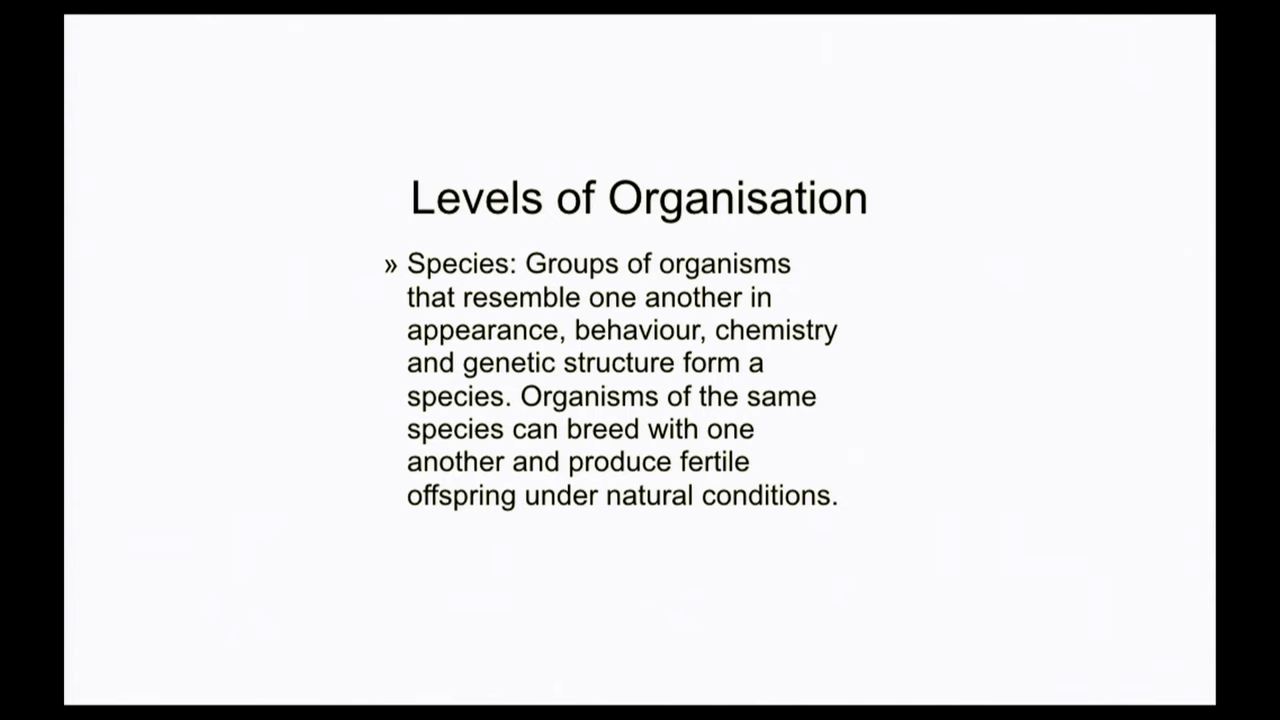 Levels of Organisation
» Species: Groups of organisms
that resemble one another in
appearance, behaviour, chemistry
and genetic structure form a
species. Organisms of the same
species can breed with one
another and produce fertile
offspring under natural conditions.